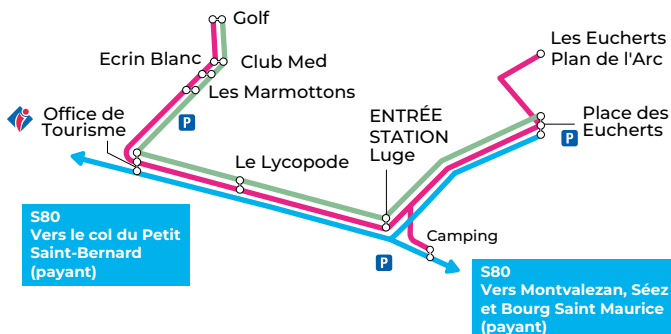 Golf
Ecrin Blanc
Club Med
Les Marmottons
P
Office de
Tourisme
Le Lycopode
ENTRÉE
STATION
Luge
Les Eucherts
Plan de l'Arc
Place des
Eucherts
P
Camping
P
S80
Vers le col du Petit
Saint-Bernard
(payant)
S80
Vers Montvalezan, Séez
et Bourg Saint Maurice
(payant)